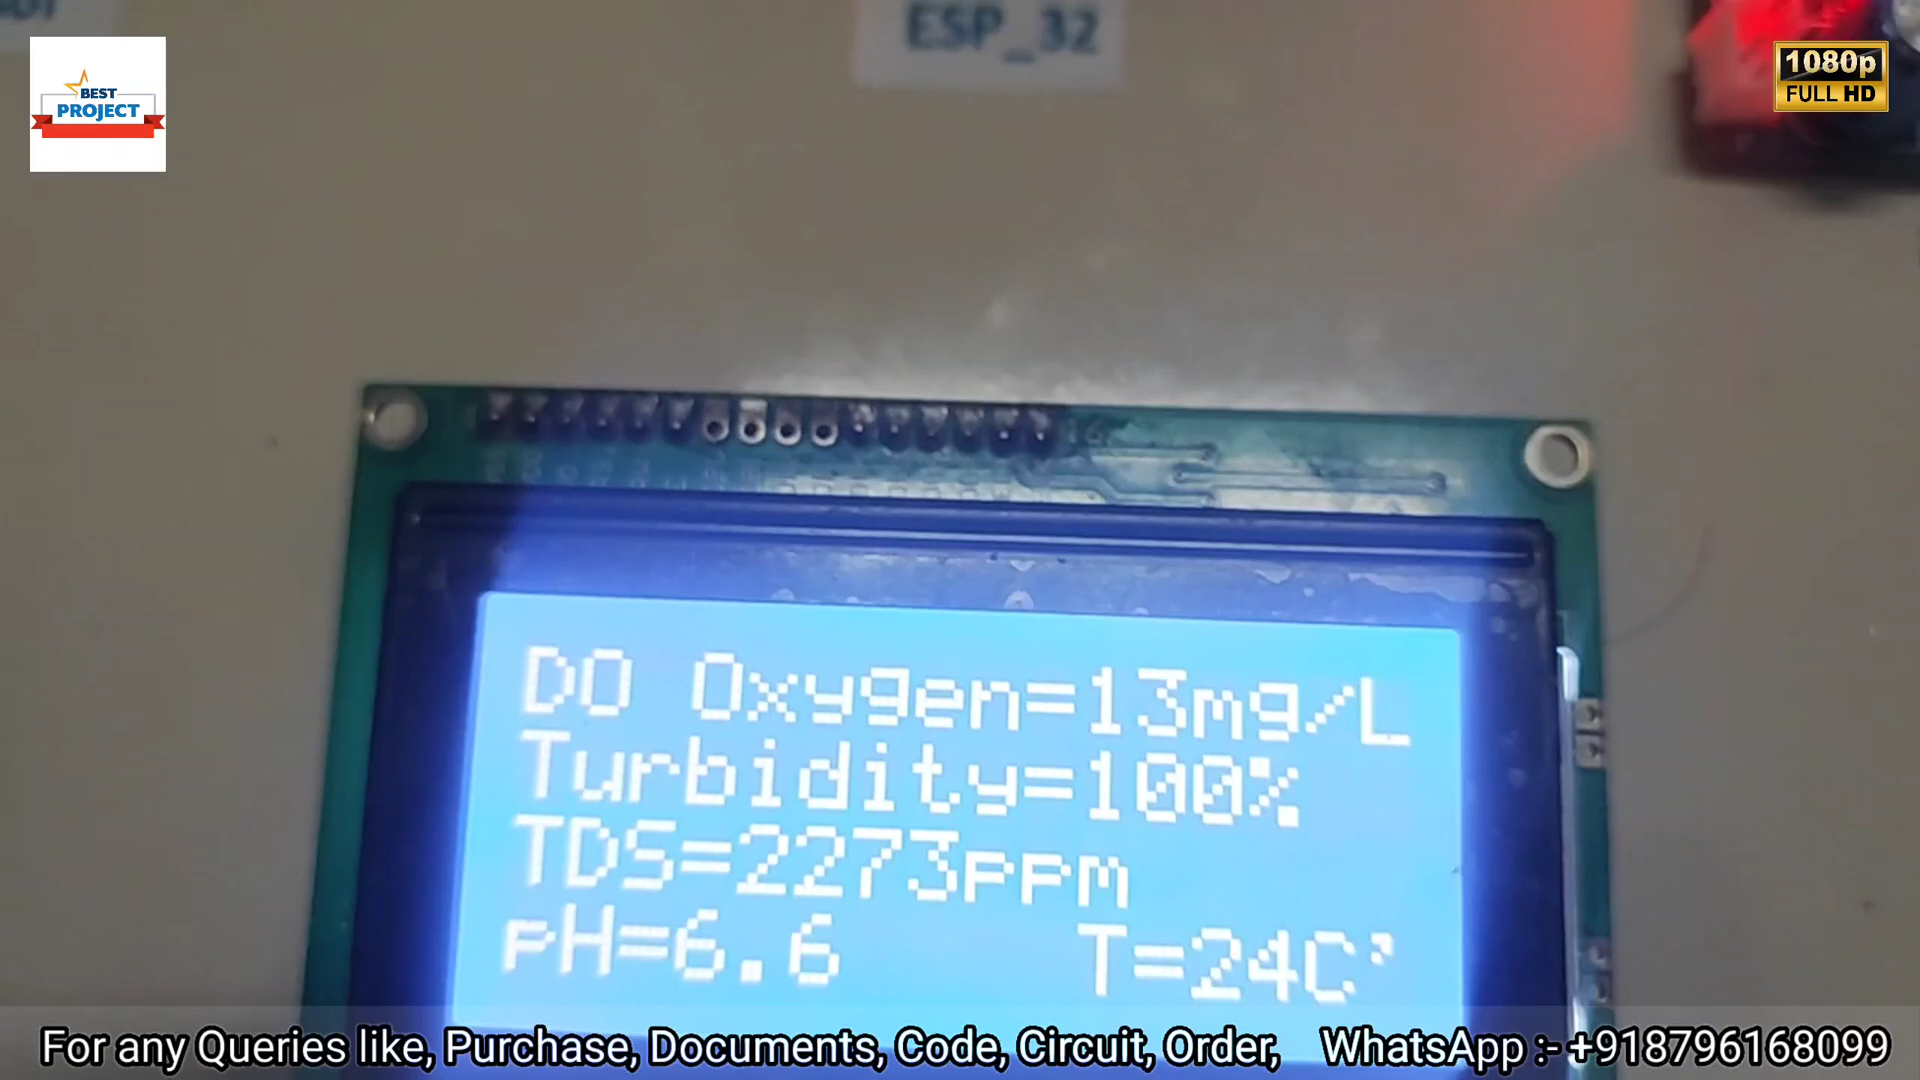 ESP_32
BEST
PROJECT
1080p
FULL HD
DO Oxygen=13mg/L
Turbidity=100%
TDS=2273ppm
pH=6.6 T=24C'
For any Queries like, Purchase, Documents, Code, Circuit, Order, WhatsApp :- +918796168099